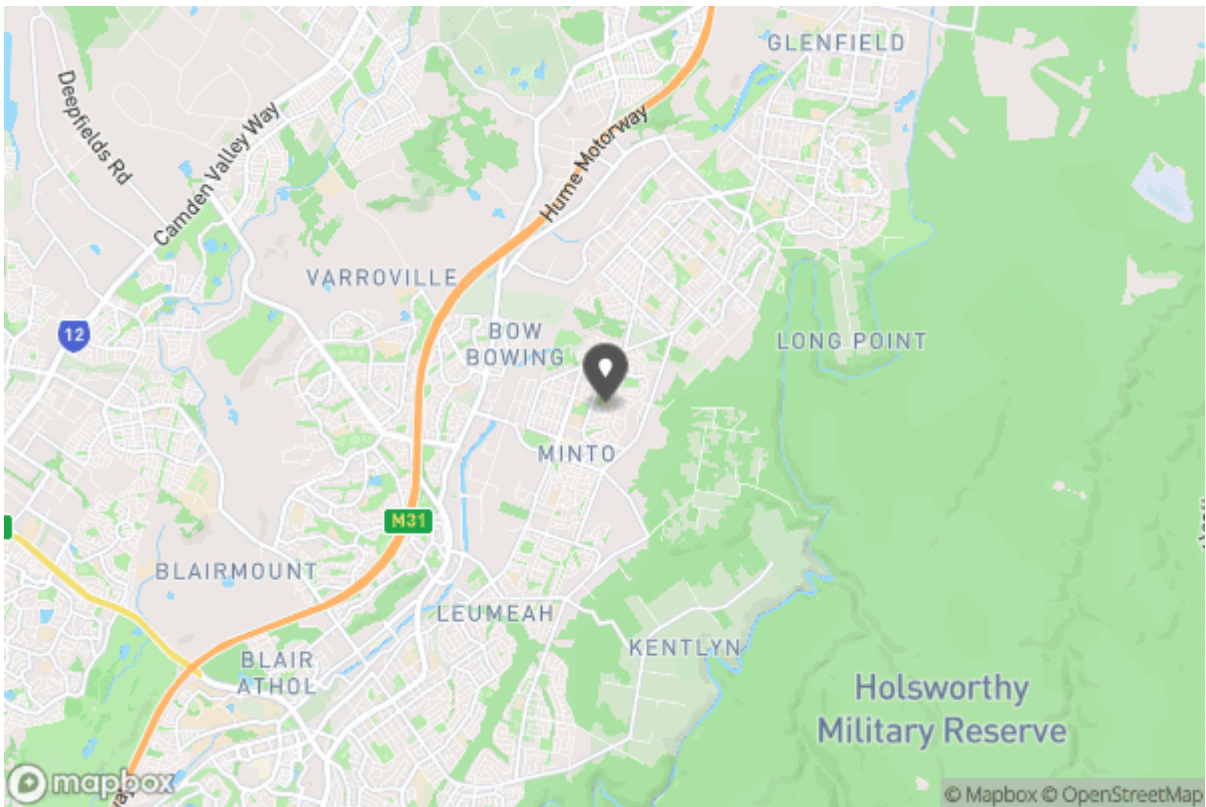 GLENFIELD
Deepfields Rd
Camden Valley Way
Hume Motorway
VARROVILLE
12
BOW
BOWING
LONG POINT
MINTO
M31
BLAIRMOUNT
LEUMEAH
KENTLYN
BLAIR
ATHOL
Holsworthy
Military Reserve
mapbox
© Mapbox © OpenStreetMap